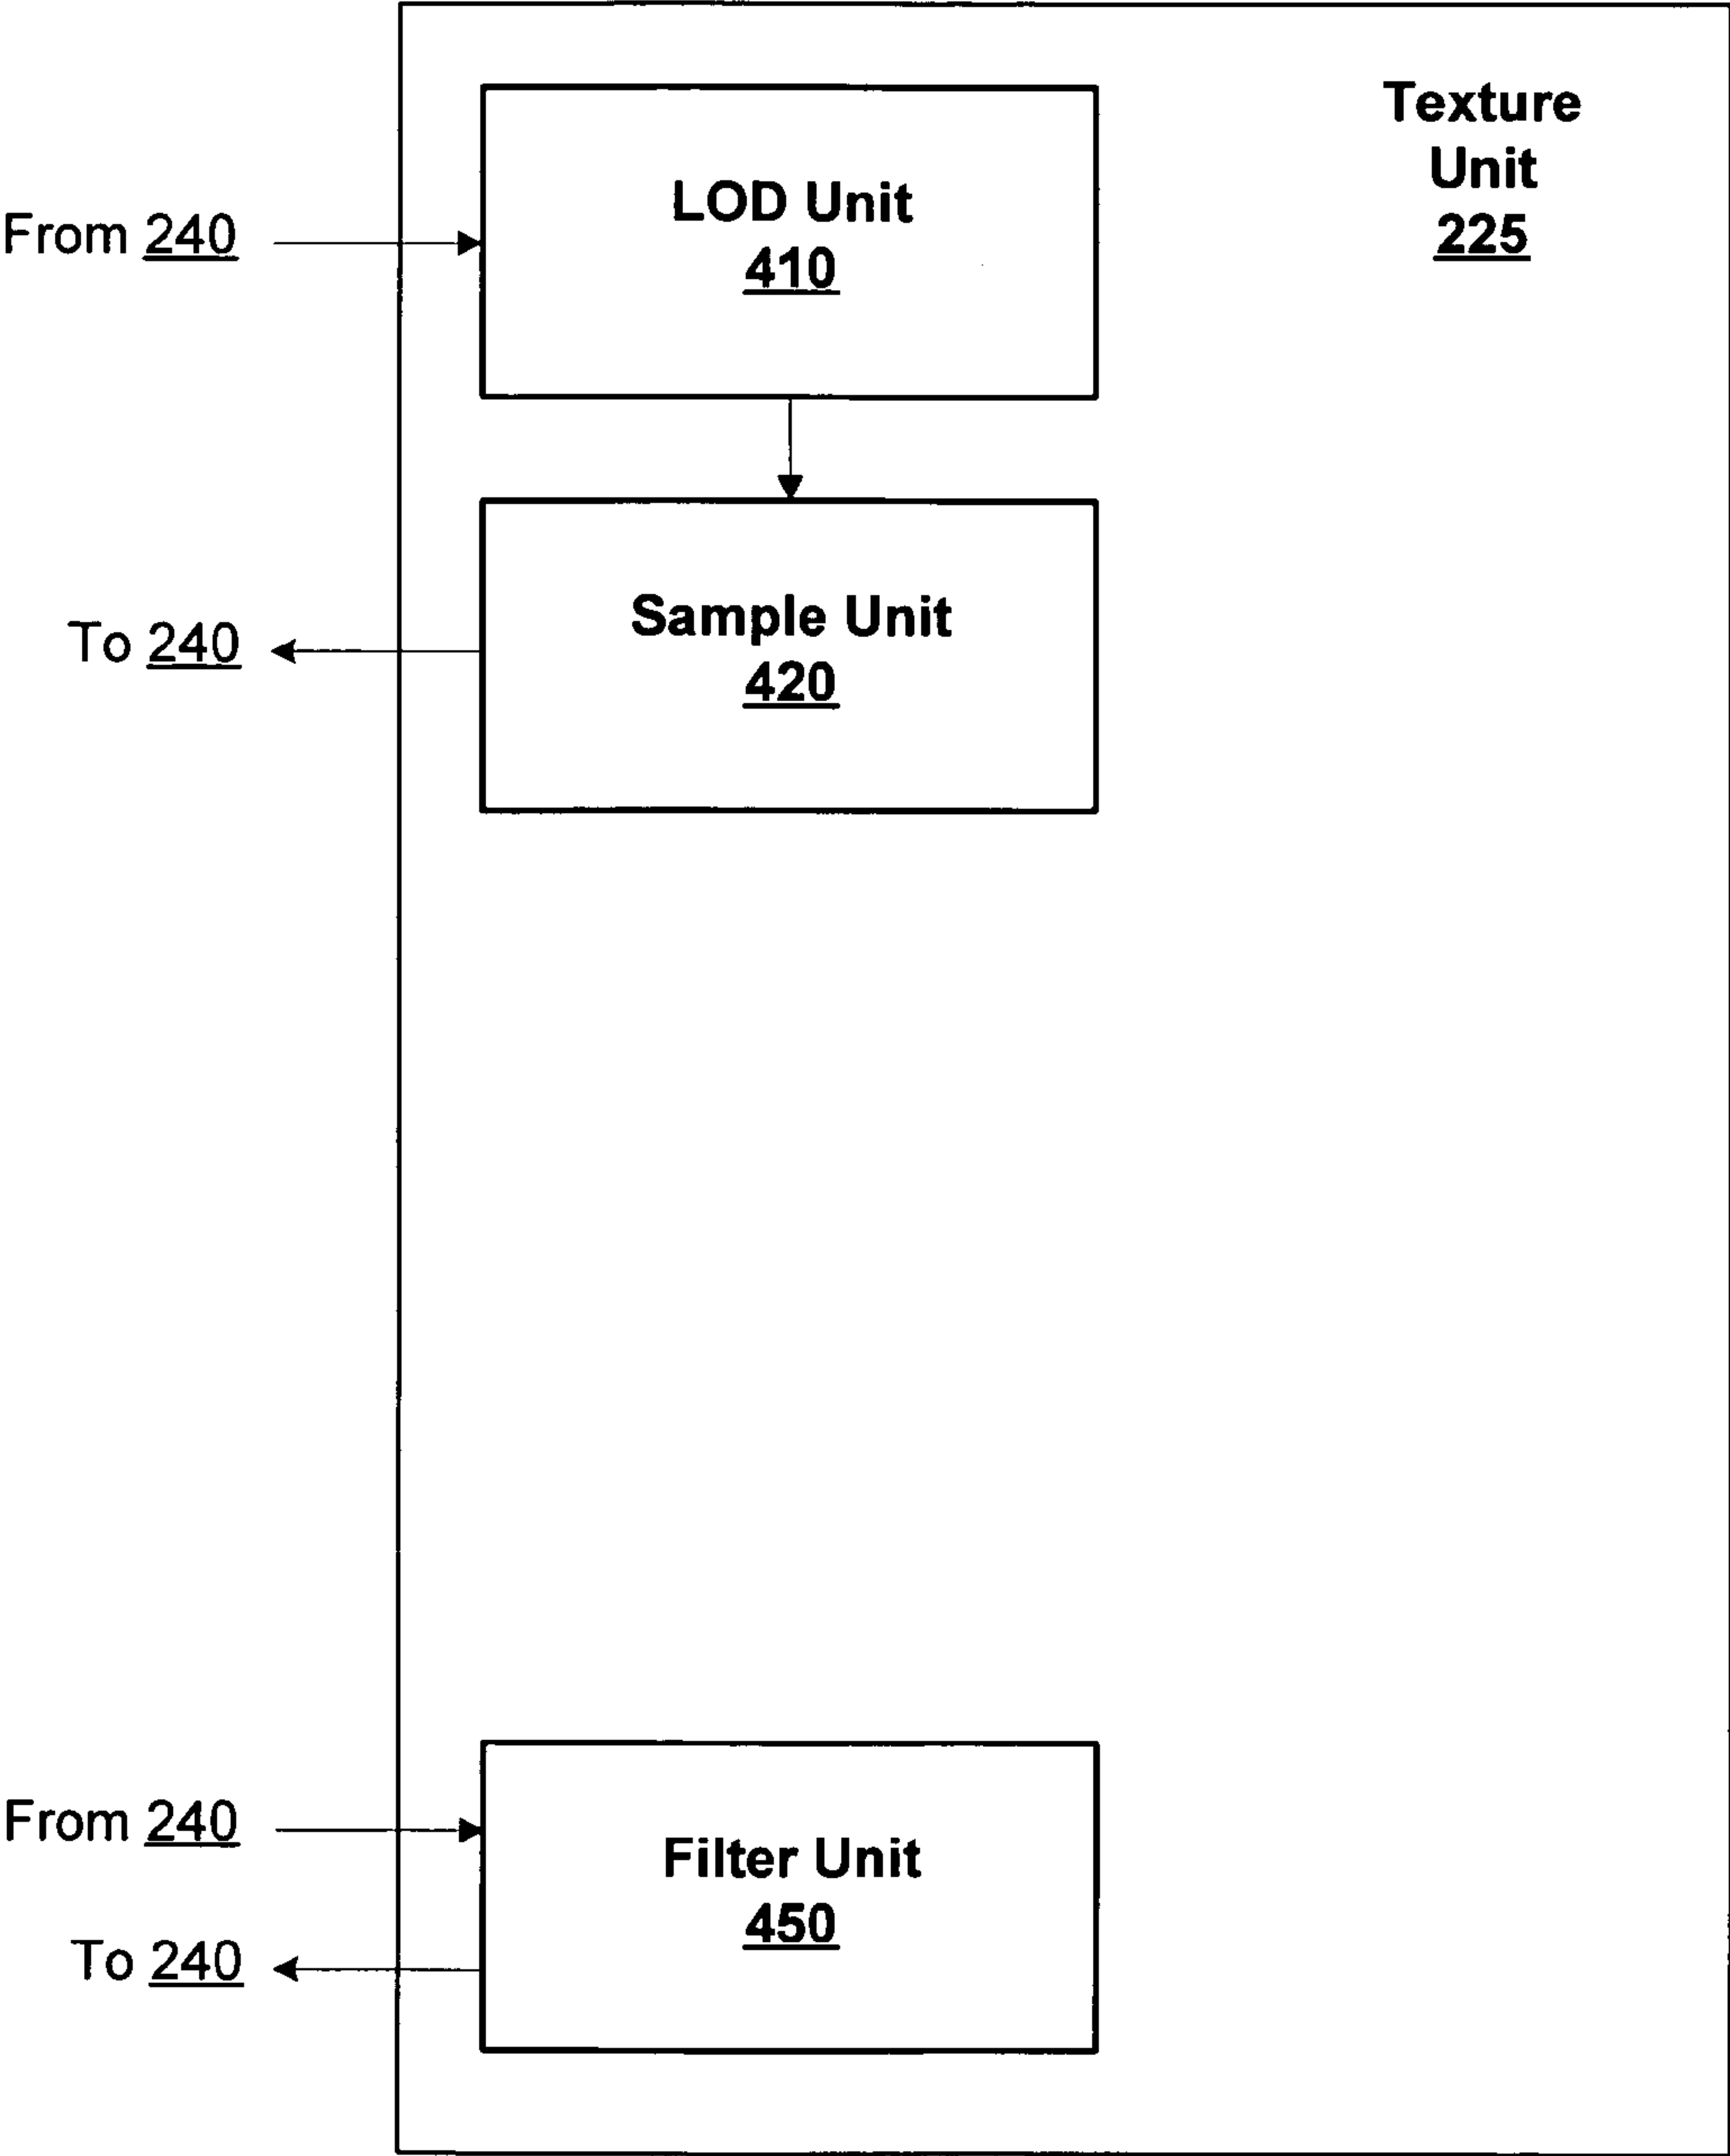 Texture
Unit
225
LOD Unit
410
From 240
Sample Unit
420
To 240
From 240
Filter Unit
450
To 240